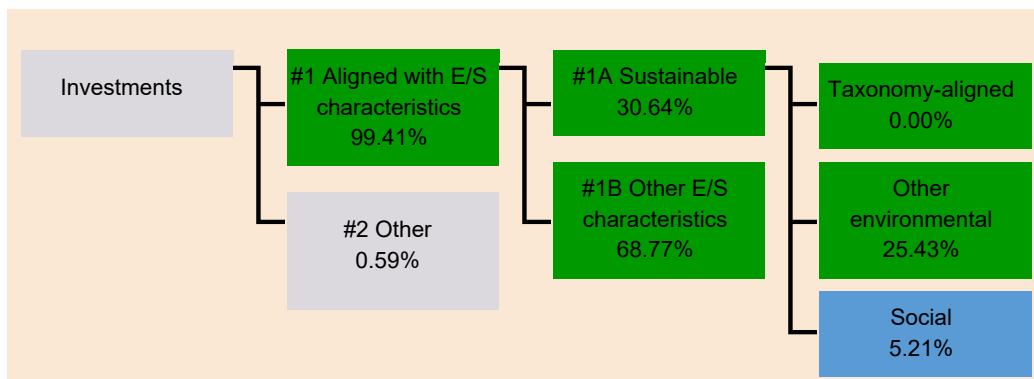 Investments
#1 Aligned with E/S
characteristics
99.41%
#2 Other
0.59%
#1A Sustainable
30.64%
#1B Other E/S
characteristics
68.77%
Taxonomy-aligned
0.00%
Other
environmental
25.43%
Social
5.21%